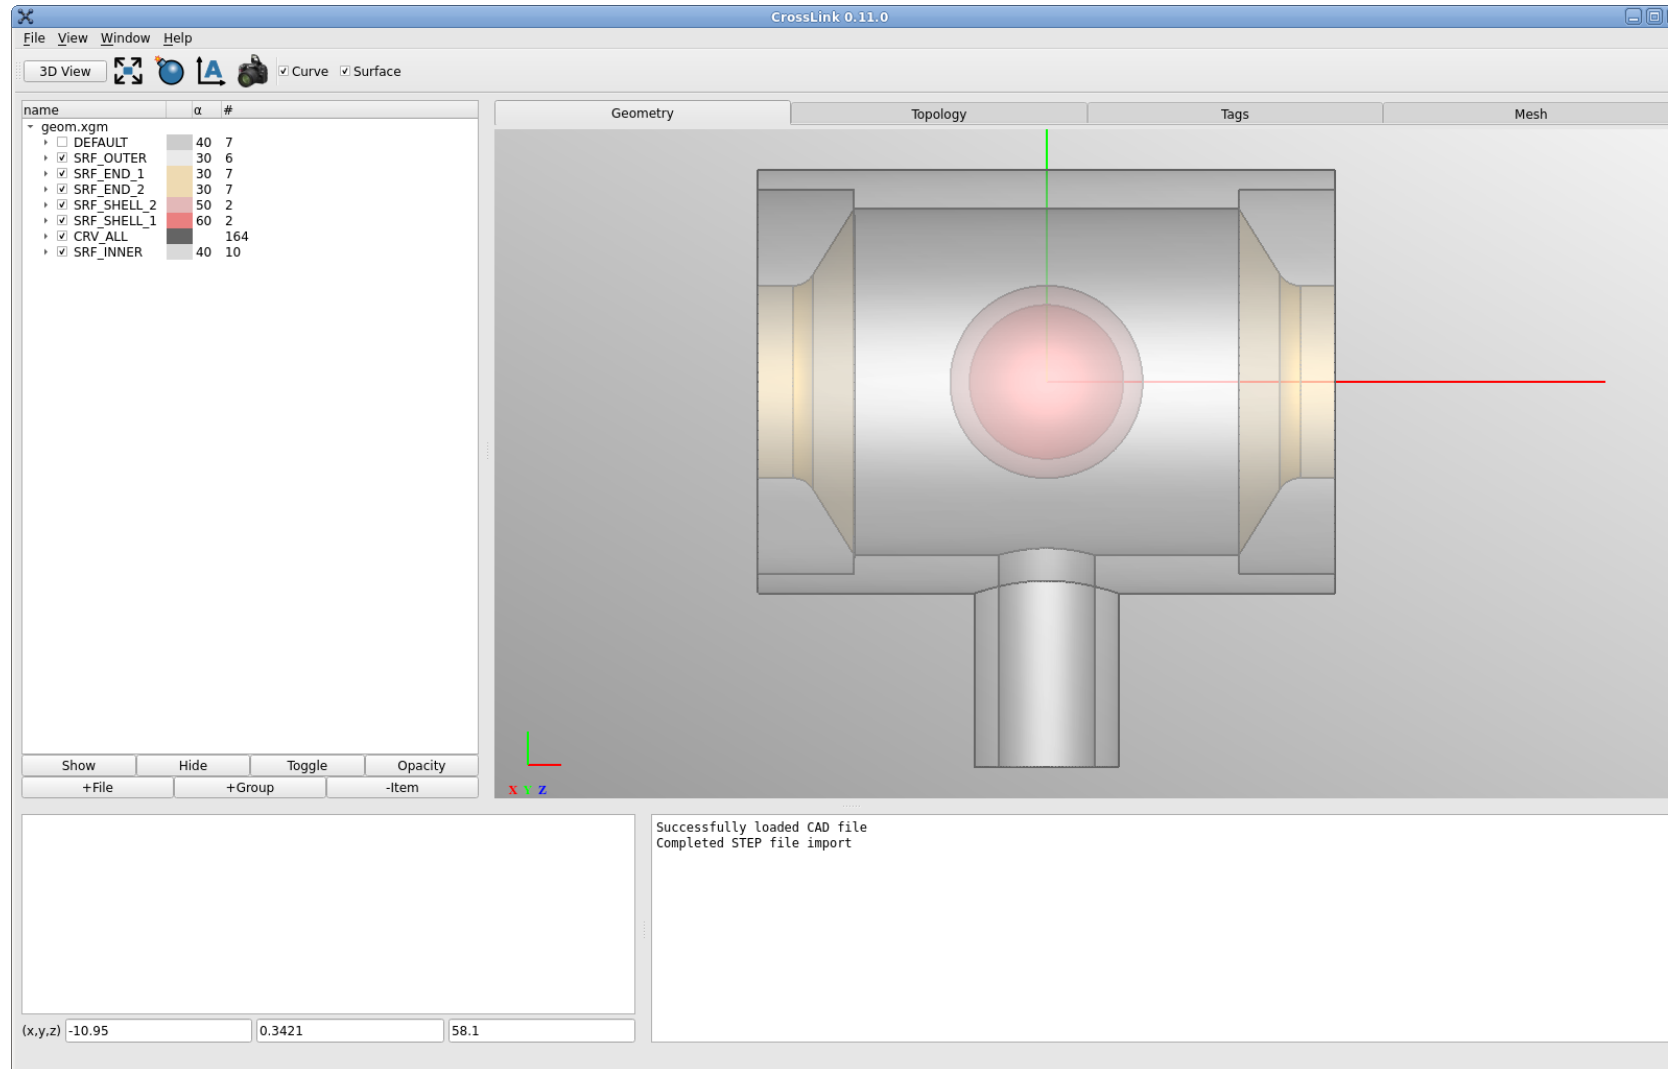 CrossLink 0.11.0
File View Window Help
3D View A Curve Surface
name α #
geom.xgm
DEFAULT 40 7
SRF_OUTER 30 6
SRF_END_1 30 7
SRF_END_2 30 7
SRF_SHELL_2 50 2
SRF_SHELL_1 60 2
CRV_ALL 164
SRF_INNER 40 10
Show Hide Toggle Opacity
+File +Group -Item
Geometry Topology Tags Mesh
X Y Z
Successfully loaded CAD file
Completed STEP file import
(x,y,z) -10.95 0.3421 58.1